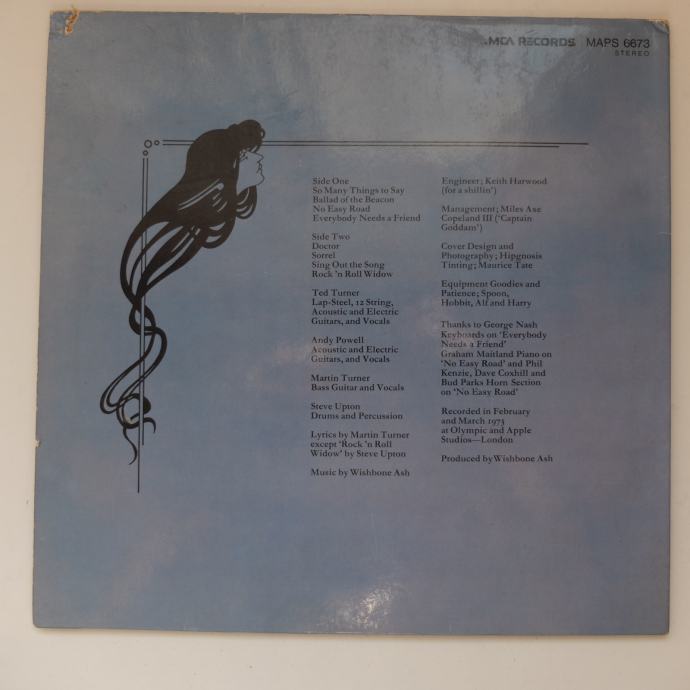 MCA RECORDS MAPS 6673
STEREO
Side One
So Many Things to Say
Ballad of the Beacon
No Easy Road
Everybody Needs a Friend
Side Two
Doctor
Sorrel
Sing Out the Song
Rock 'n Roll Widow
Ted Turner
Lap-Steel, 12 String,
Acoustic and Electric
Guitars, and Vocals
Andy Powell
Acoustic and Electric
Guitars, and Vocals
Martin Turner
Bass Guitar and Vocals
Steve Upton
Drums and Percussion
Lyrics by Martin Turner
except 'Rock 'n Roll
Widow' by Steve Upton
Music by Wishbone Ash
Engineer; Keith Harwood
(for a shillin')
Management; Miles Axe
Copeland III ('Captain
Goddam')
Cover Design and
Photography; Hipgnosis
Tinting; Maurice Tate
Equipment Goodies and
Patience; Spoon,
Hobbit, Alf and Harry
Thanks to George Nash
Keyboards on 'Everybody
Needs a Friend'
Graham Maitland Piano on
'No Easy Road' and Phil
Kenzie, Dave Coxhill and
Bud Parks Horn Section
on 'No Easy Road'
Recorded in February
and March 1973
at Olympic and Apple
Studios—London
Produced by Wishbone Ash